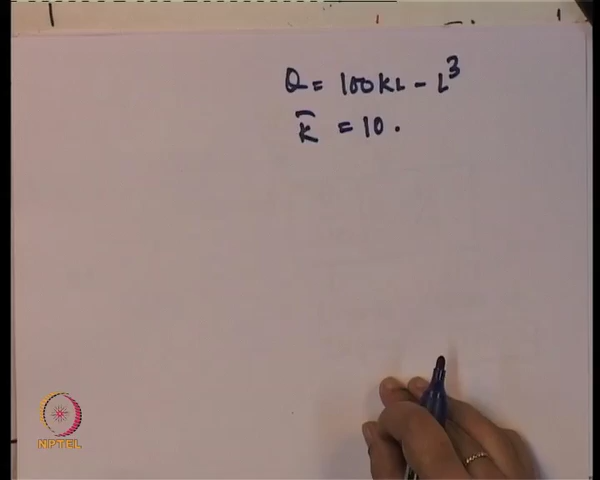 Q = 100KL - L³
K̅ = 10.
NPTEL